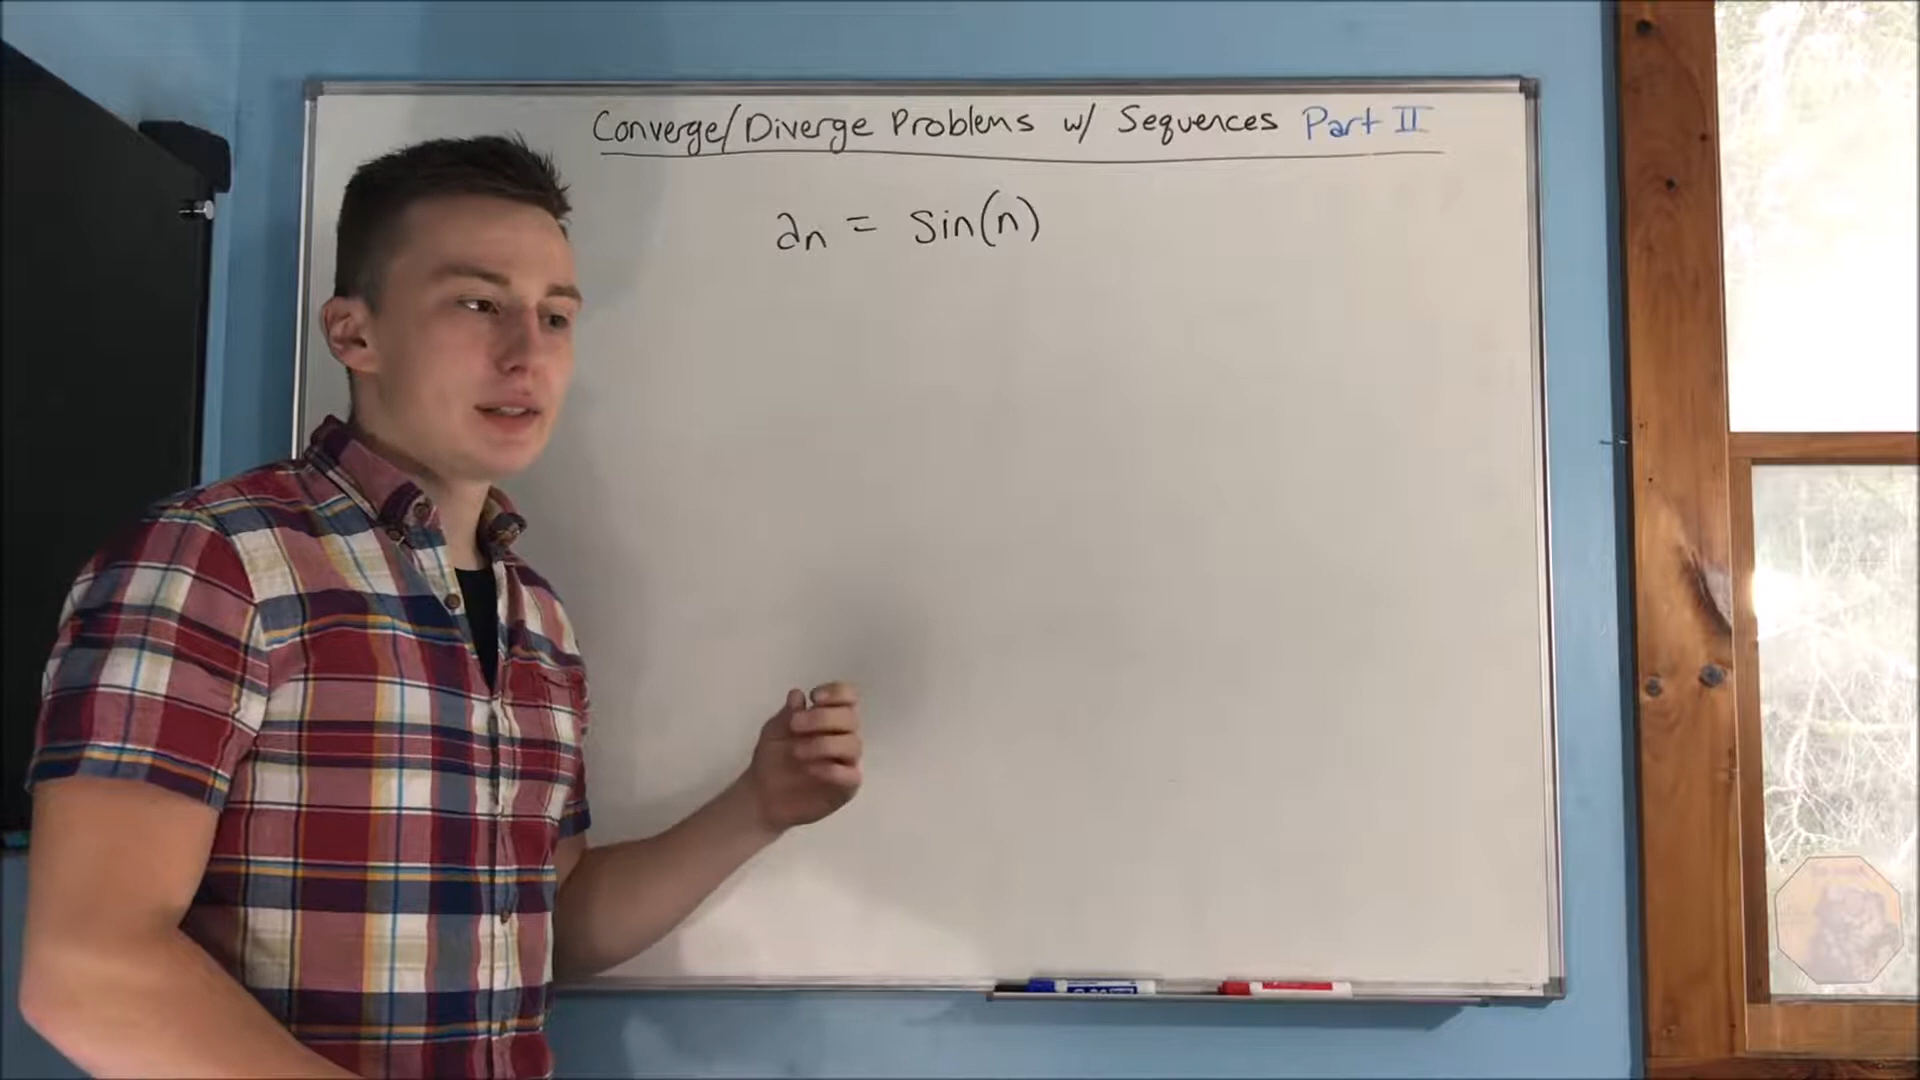 Converge/Diverge Problems w/ Sequences Part II
an = sin(n)